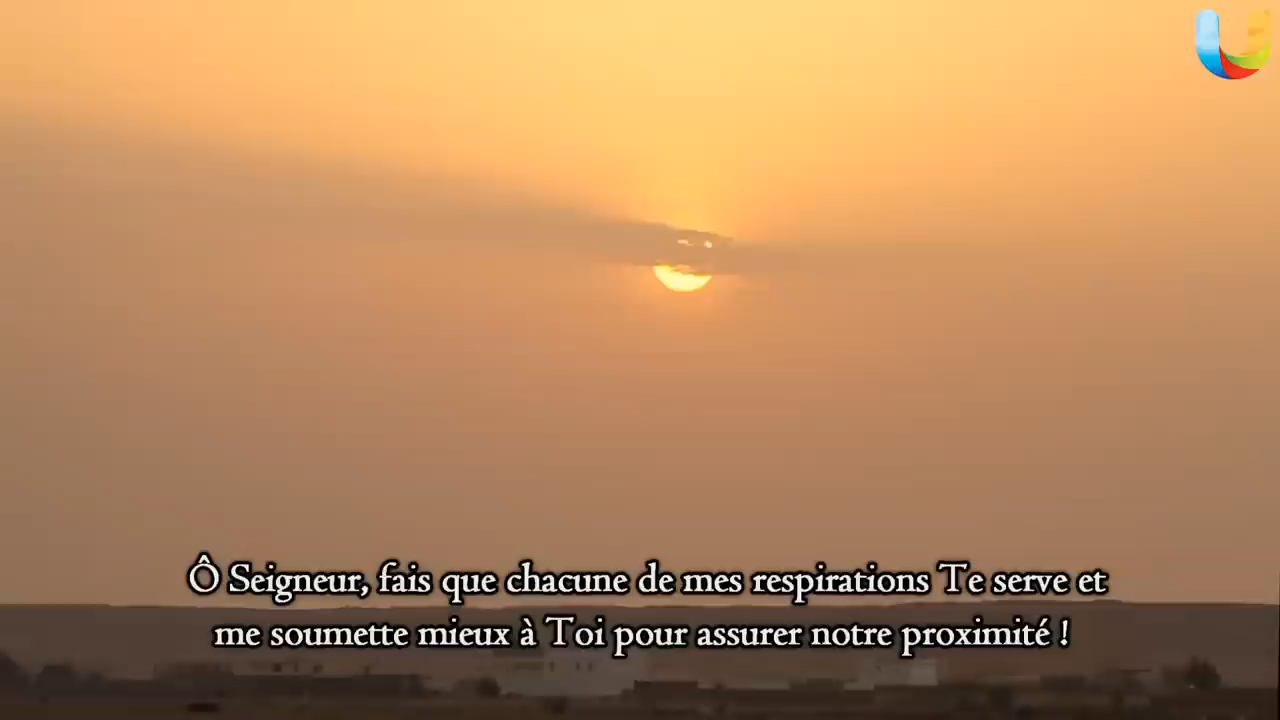 Ô Seigneur, fais que chacune de mes respirations Te serve et
me soumette mieux à Toi pour assurer notre proximité !